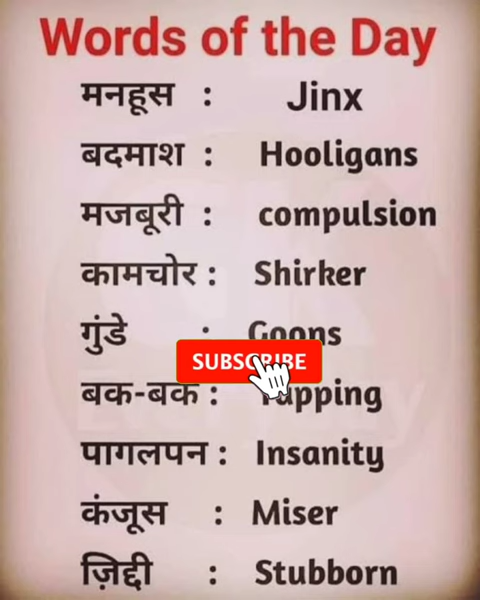 Words of the Day
मनहूस : Jinx
बदमाश : Hooligans
मजबूरी : compulsion
कामचोर : Shirker
गुंडे : Goons
SUBSCRIBE
बक-बक : Yapping
पागलपन : Insanity
कंजूस : Miser
ज़िद्दी : Stubborn